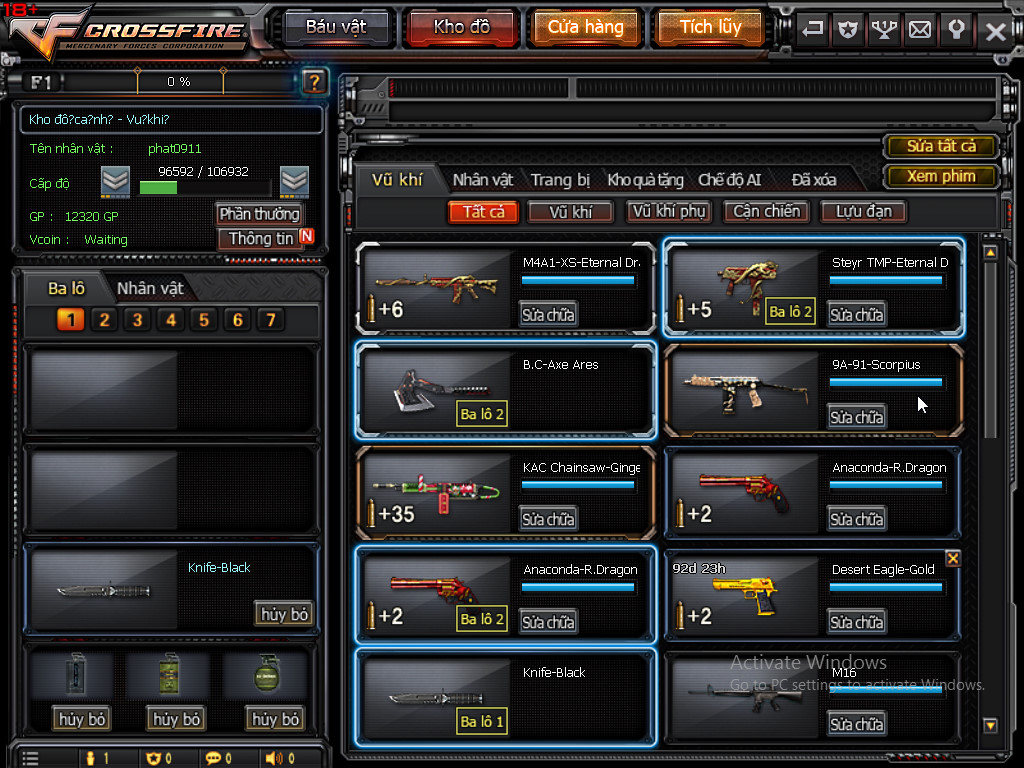 18+
CROSSFIRE
MERCENARY FORCES CORPORATION
Báu vật
Kho đồ
Cửa hàng
Tích lũy
F1
0 %
?
Kho đô?ca?nh? - Vu?khi?
Tên nhân vật : phat0911
Cấp độ
96592 / 106932
GP : 12320 GP
Phần thưởng
Vcoin : Waiting
Thông tin
N
Sửa tất cả
Xem phim
Vũ khí
Nhân vật
Trang bị
Kho quà tặng
Chế độ AI
Đã xóa
Tất cả
Vũ khí
Vũ khí phụ
Cận chiến
Lựu đạn
Ba lô
Nhân vật
1 2 3 4 5 6 7
Knife-Black
hủy bỏ
hủy bỏ
hủy bỏ
hủy bỏ
1
0
0
0
M4A1-XS-Eternal Dr.
+6
Sửa chữa
Steyr TMP-Eternal D
+5
Ba lô 2
Sửa chữa
B.C-Axe Ares
Ba lô 2
9A-91-Scorpius
Sửa chữa
KAC Chainsaw-Ginge
+35
Sửa chữa
Anaconda-R.Dragon
+2
Sửa chữa
Anaconda-R.Dragon
+2
Ba lô 2
Sửa chữa
92d 23h
Desert Eagle-Gold
+2
Sửa chữa
Knife-Black
Ba lô 1
M16
Sửa chữa
Activate Windows
Go to PC settings to activate Windows.